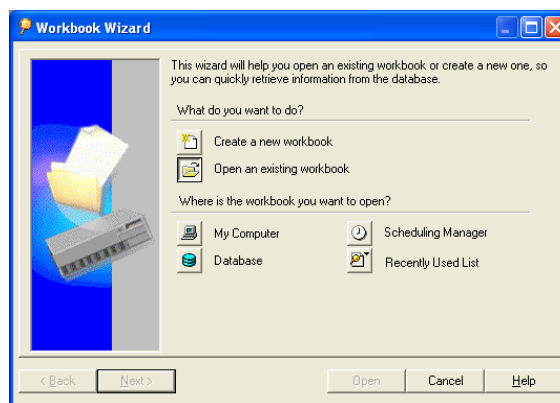 Workbook Wizard
This wizard will help you open an existing workbook or create a new one, so
you can quickly retrieve information from the database.
What do you want to do?
Create a new workbook
Open an existing workbook
Where is the workbook you want to open?
My Computer
Scheduling Manager
Database
Recently Used List
< Back
Next >
Open
Cancel
Help